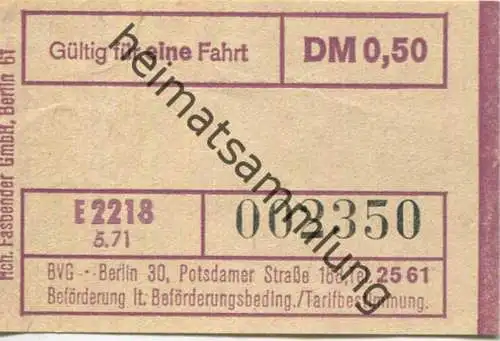 Gültig für eine Fahrt
DM 0,50
E 2218
5.71
003350
BVG - Berlin 30, Potsdamer Straße 188, Tel. 25 61
Beförderung lt. Beförderungsbeding./Tarifbestimmung.
Hch. Fasbender GmbH, Berlin 61
heimatsammlung